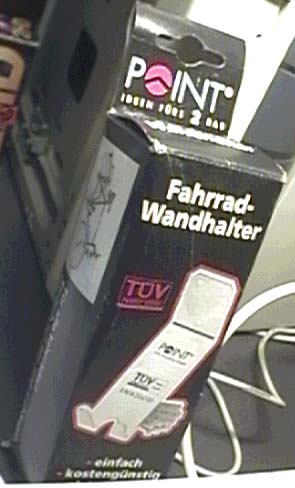 POINT
IDEEN FÜRS 2 RAD
Fahrrad-
Wandhalter
TÜV
POINT
TÜV
- einfach
- kostengünstig